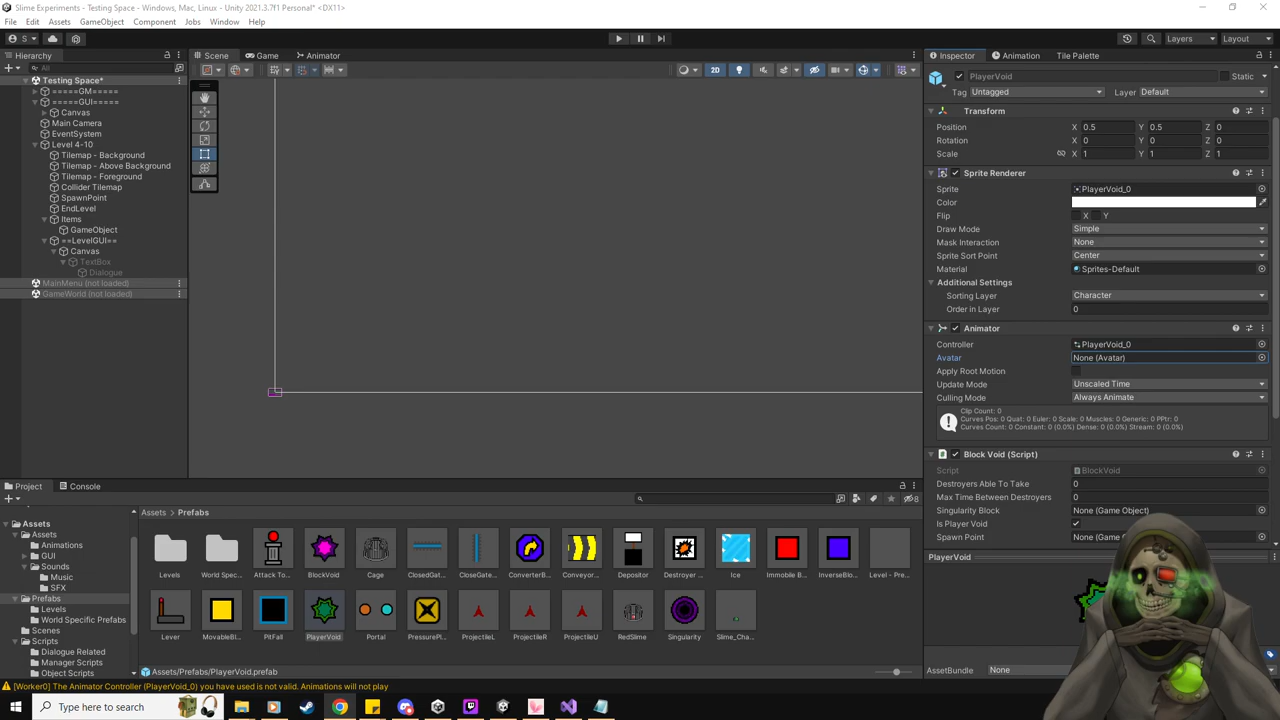 Slime Experiments - Testing Space - Windows, Mac, Linux - Unity 2021.3.7f1 Personal* <DX11>
File Edit Assets GameObject Component Jobs Window Help
S Layers Layout
Hierarchy
All
Testing Space*
=====GM=====
=====GUI=====
Canvas
Main Camera
EventSystem
Level 4-10
Tilemap - Background
Tilemap - Above Background
Tilemap - Foreground
Collider Tilemap
SpawnPoint
EndLevel
Items
GameObject
==LevelGUI==
Canvas
TextBox
Dialogue
MainMenu (not loaded)
GameWorld (not loaded)
Scene Game Animator
2D
Inspector Animation Tile Palette
PlayerVoid Static
Tag Untagged Layer Default
Transform
Position X 0.5 Y 0.5 Z 0
Rotation X 0 Y 0 Z 0
Scale X 1 Y 1 Z 1
Sprite Renderer
Sprite PlayerVoid_0
Color
Flip X Y
Draw Mode Simple
Mask Interaction None
Sprite Sort Point Center
Material Sprites-Default
Additional Settings
Sorting Layer Character
Order in Layer 0
Animator
Controller PlayerVoid_0
Avatar None (Avatar)
Apply Root Motion
Update Mode Unscaled Time
Culling Mode Always Animate
Clip Count: 0
Curves Pos: 0 Quat: 0 Euler: 0 Scale: 0 Muscles: 0 Generic: 0 PPtr: 0
Curves Count: 0 Constant: 0 (0.0%) Dense: 0 (0.0%) Stream: 0 (0.0%)
Block Void (Script)
Script BlockVoid
Destroyers Able To Take 0
Max Time Between Destroyers 0
Singularity Block None (Game Object)
Is Player Void
Spawn Point None (Game
PlayerVoid
AssetBundle None
Project Console
8
Assets
Assets
Animations
GUI
Sounds
Music
SFX
Prefabs
Levels
World Specific Prefabs
Scenes
Scripts
Dialogue Related
Manager Scripts
Object Scripts
Assets > Prefabs
Levels World Spec... Attack To... BlockVoid Cage ClosedGat... CloseGate... ConverterB... Conveyor... Depositor Destroyer ... Ice Immobile B... InverseBlo... Level - Pre...
Lever MovableBl... PitFall PlayerVoid Portal PressurePl... ProjectileL ProjectileR ProjectileU RedSlime Singularity Slime_Cha...
Assets/Prefabs/PlayerVoid.prefab
[Worker0] The Animator Controller (PlayerVoid_0) you have used is not valid. Animations will not play
Type here to search